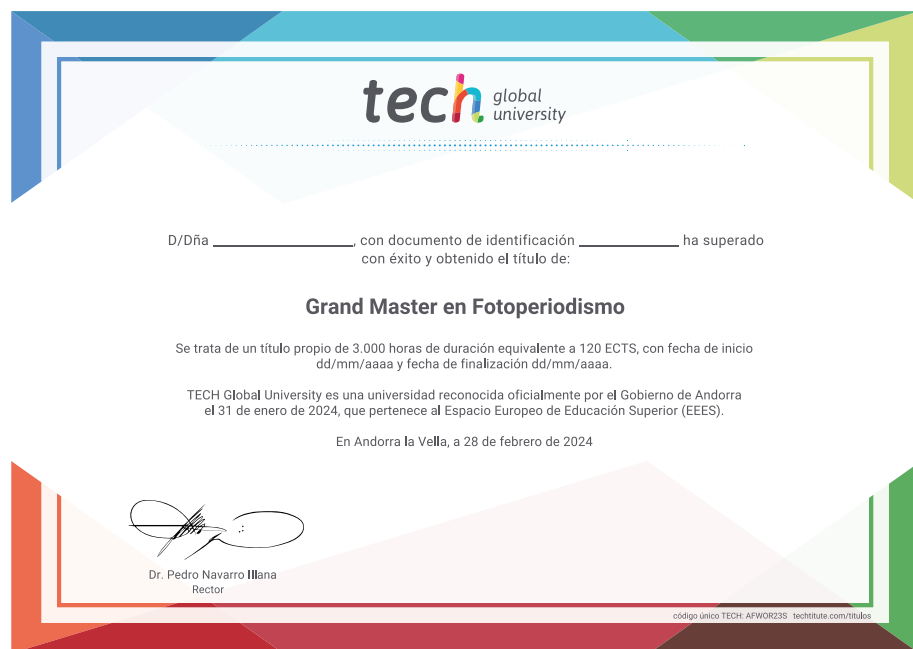 tech global university
D/Dña ____________, con documento de identificación ____________ ha superado
con éxito y obtenido el título de:
Grand Master en Fotoperiodismo
Se trata de un título propio de 3.000 horas de duración equivalente a 120 ECTS, con fecha de inicio
dd/mm/aaaa y fecha de finalización dd/mm/aaaa.
TECH Global University es una universidad reconocida oficialmente por el Gobierno de Andorra
el 31 de enero de 2024, que pertenece al Espacio Europeo de Educación Superior (EEES).
En Andorra la Vella, a 28 de febrero de 2024
Dr. Pedro Navarro Illana
Rector
código único TECH: AFWOR23S techtitute.com/titulos